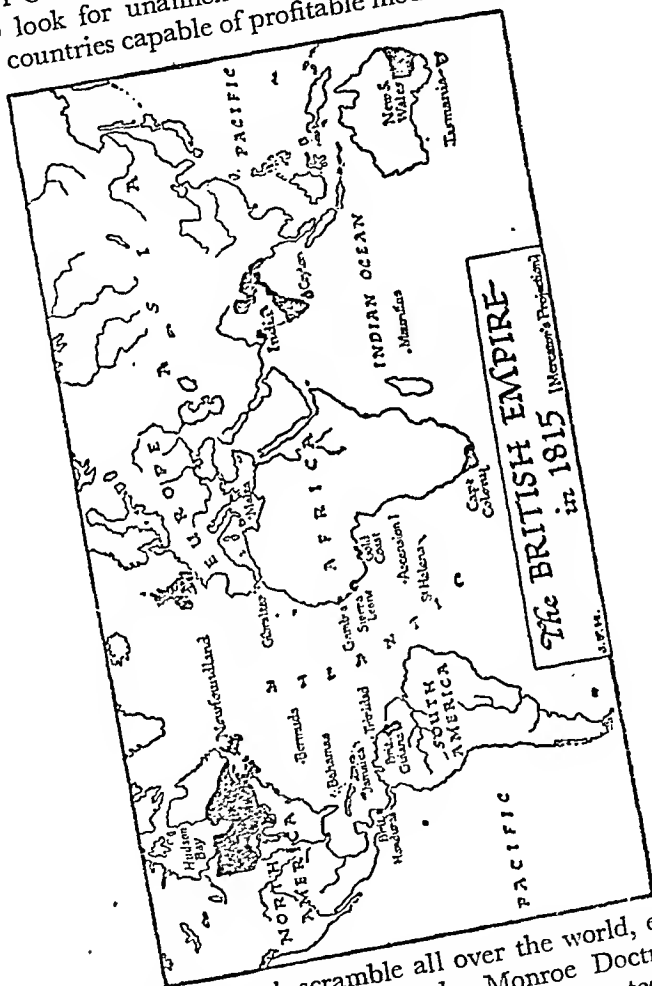 look for
countries capable of profitable
PACIFIC
ASIA
New S.
Wales
Tasmania
Ceylon
India
INDIAN OCEAN
Mauritius
EUROPE
Malta
AFRICA
Gibraltar
Gambia
Sierra
Leone
Gold
Coast
Ascension I
St Helena
Cape
Colony
Newfoundland
Bermuda
Bahamas
Jamaica
Trinidad
Brit.
Guiana
SOUTH
AMERICA
Hudson
Bay
NORTH
AMERICA
Brit.
Honduras
PACIFIC
The BRITISH EMPIRE
in 1815 [Mercator's Projection]
J.F.H.
scramble all over the world,
Monroe